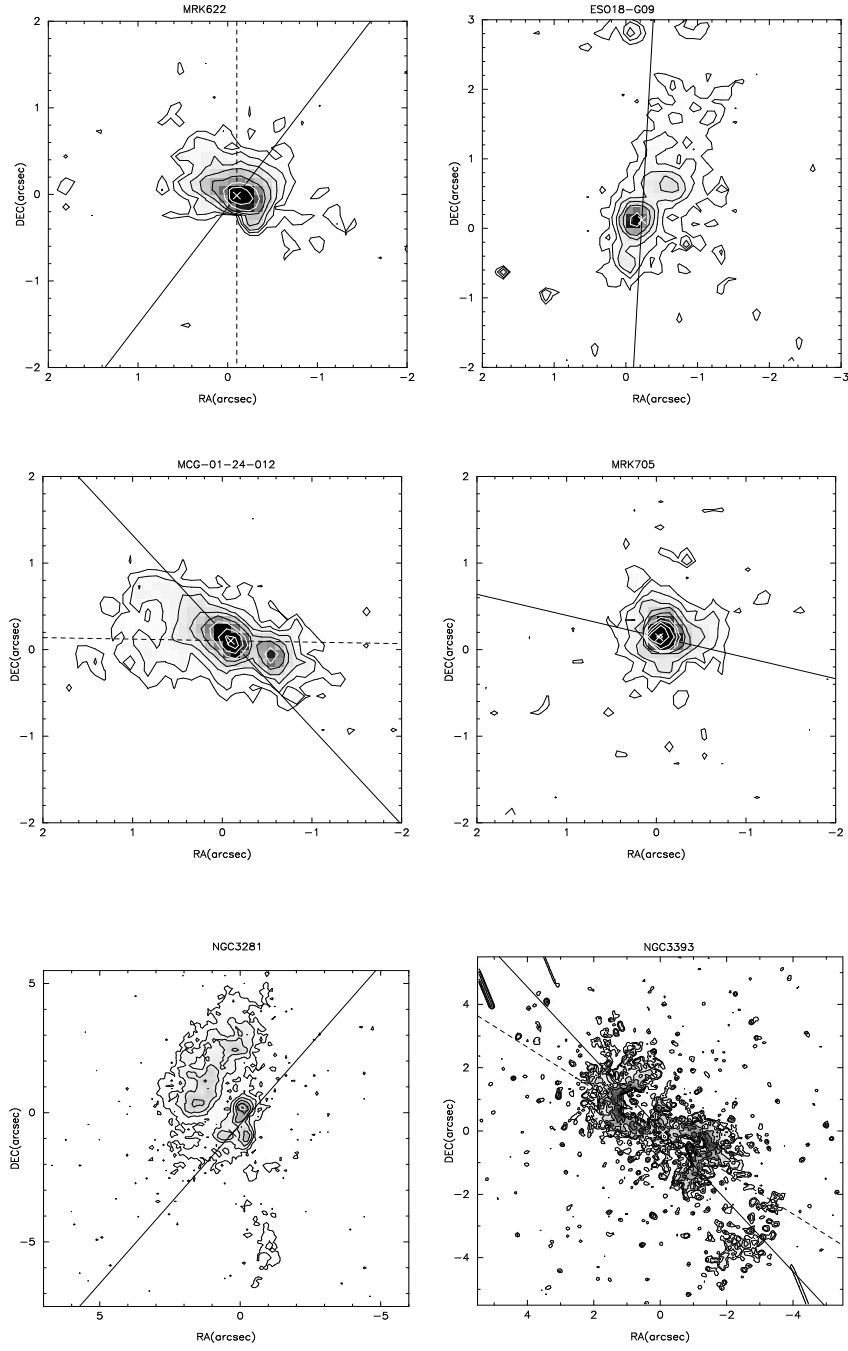 MRK622
DEC(arcsec)
2
1
0
−1
−2
2 1 0 −1 −2
RA(arcsec)
ESO18−G09
DEC(arcsec)
3
2
1
0
−1
−2
2 1 0 −1 −2 −3
RA(arcsec)
MCG−01−24−012
DEC(arcsec)
2
1
0
−1
−2
2 1 0 −1 −2
RA(arcsec)
MRK705
DEC(arcsec)
2
1
0
−1
−2
2 1 0 −1 −2
RA(arcsec)
NGC3281
DEC(arcsec)
5
0
−5
5 0 −5
RA(arcsec)
NGC3393
DEC(arcsec)
4
2
0
−2
−4
4 2 0 −2 −4
RA(arcsec)